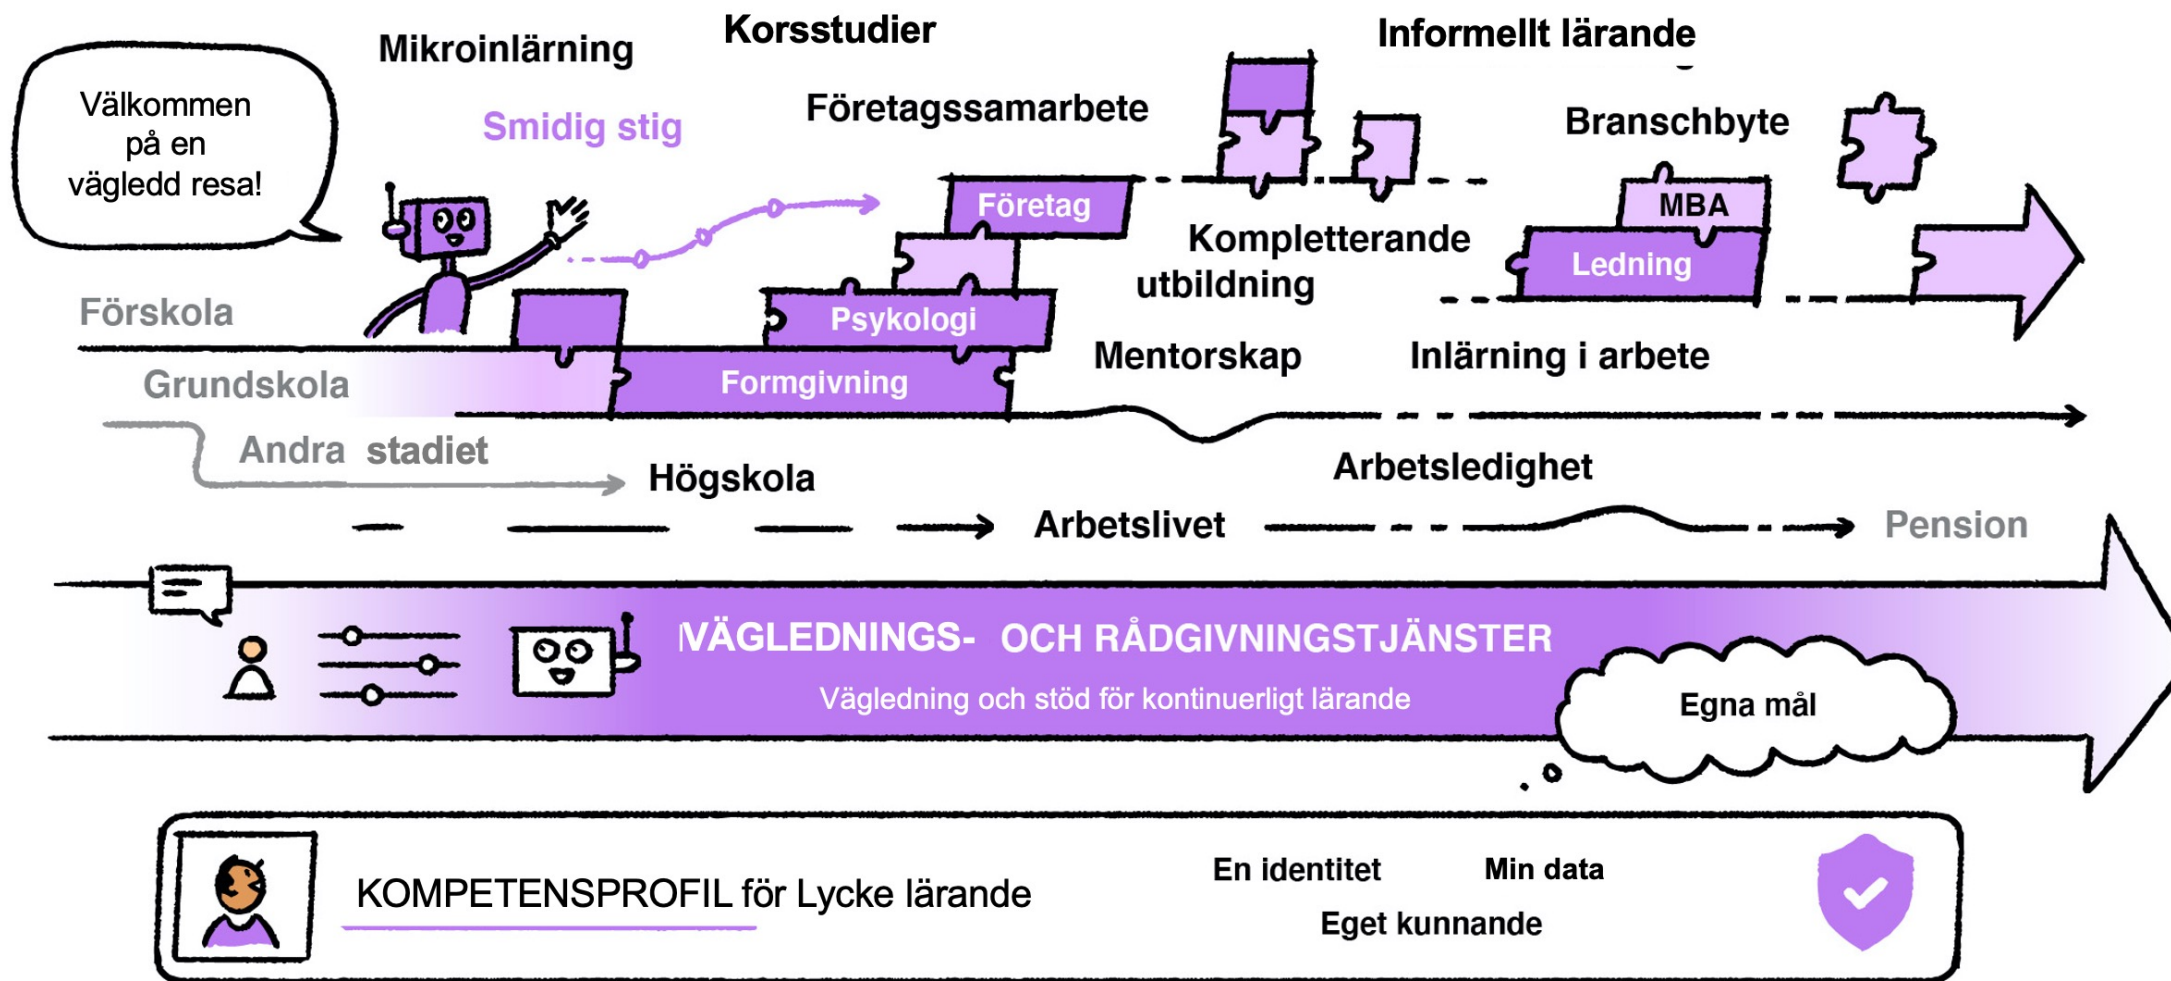 Välkommen
på en
vägledd resa!
Mikroinlärning
Korsstudier
Informellt lärande
Smidig stig
Företagssamarbete
Branschbyte
Företag
MBA
Kompletterande
utbildning
Ledning
Förskola
Psykologi
Mentorskap
Inlärning i arbete
Grundskola
Formgivning
Andra stadiet
Högskola
Arbetsledighet
Arbetslivet
Pension
VÄGLEDNINGS- OCH RÅDGIVNINGSTJÄNSTER
Vägledning och stöd för kontinuerligt lärande
Egna mål
KOMPETENSPROFIL för Lycke lärande
En identitet
Min data
Eget kunnande